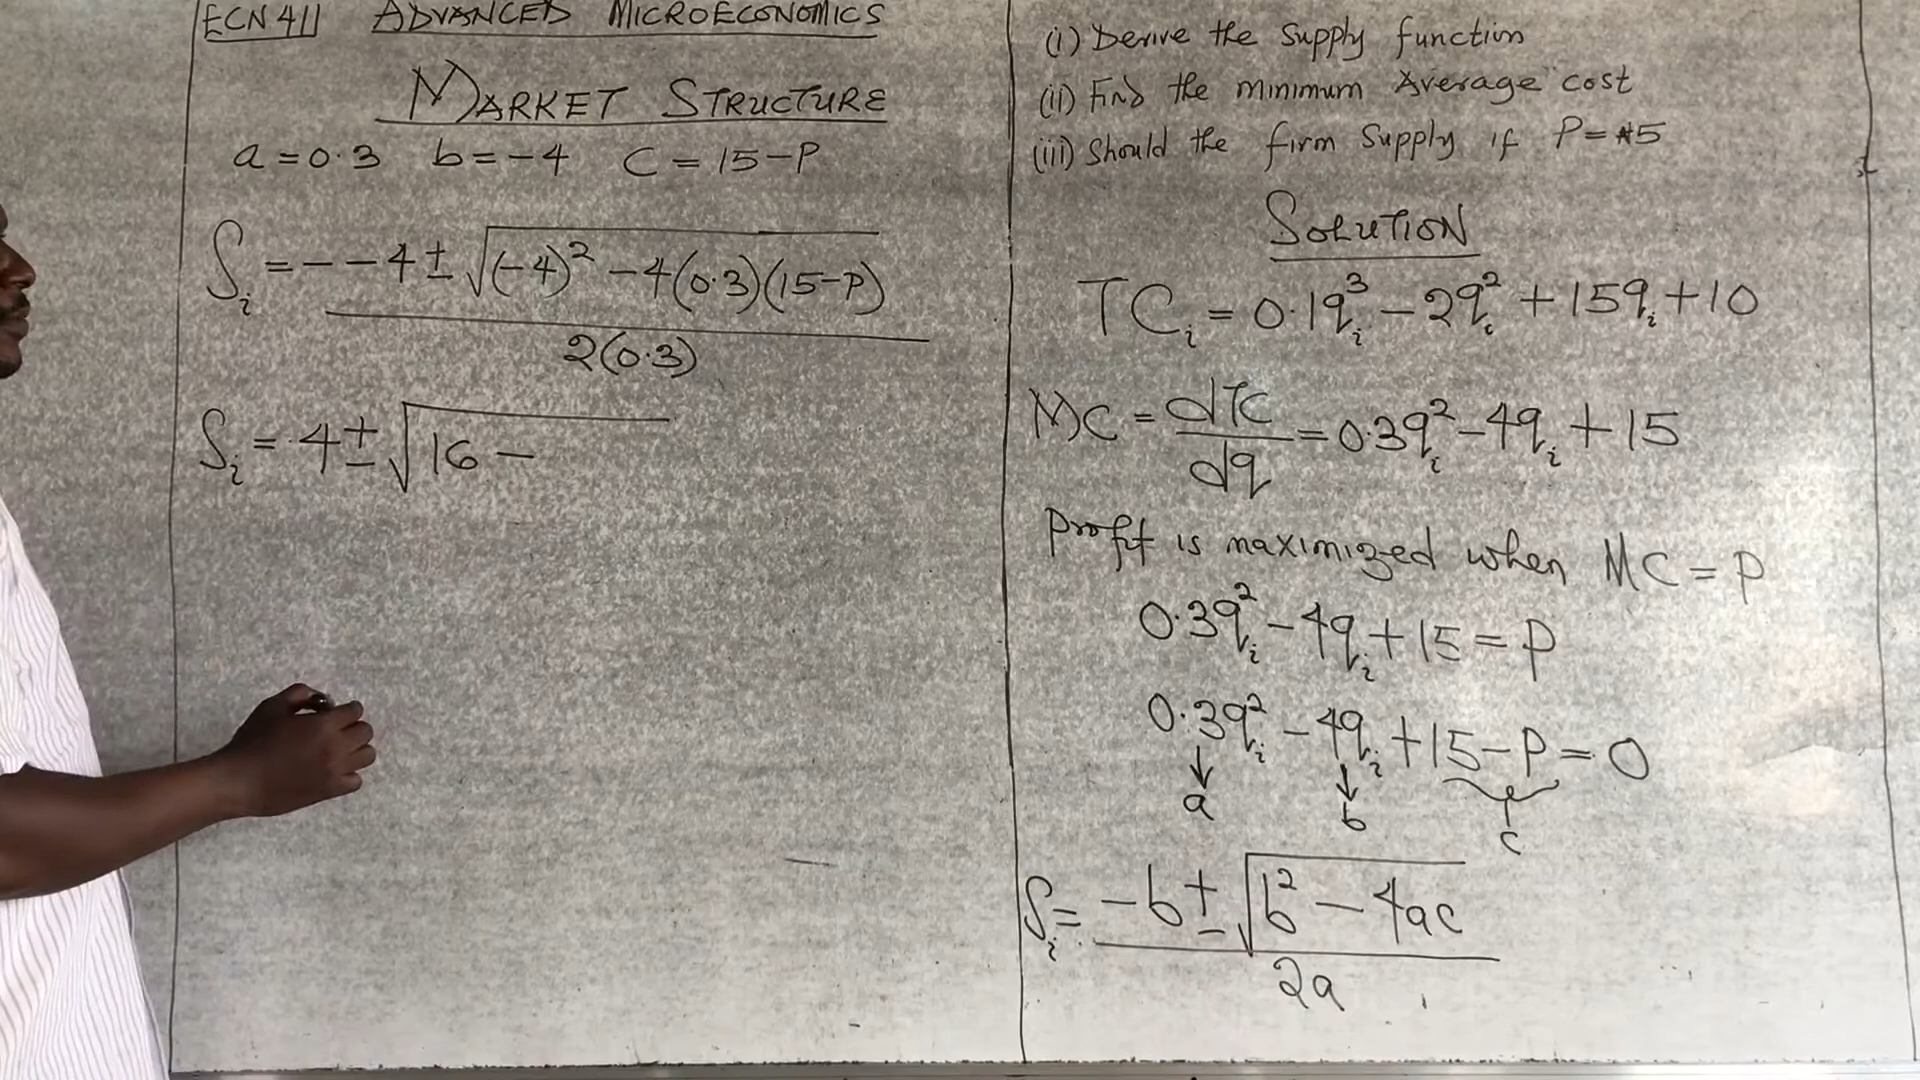 ECN 411 ADVANCED MICROECONOMICS
MARKET STRUCTURE
a = 0.3 b = -4 C = 15-P
Si = --4 ± √(-4)² - 4(0.3)(15-P)
2(0.3)
Si = 4 ± √16 -
(i) Derive the supply function
(ii) Find the minimum Average cost
(iii) Should the firm supply if P = ₦5
SOLUTION
TCi = 0.1qi³ - 2qi² + 15qi + 10
MC = dTC/dq = 0.3qi² - 4qi + 15
Profit is maximized when MC = P
0.3qi² - 4qi + 15 = P
0.3qi² - 4qi + 15 - P = 0
↓ ↓
a b c
Si = -b ± √b² - 4ac
2a